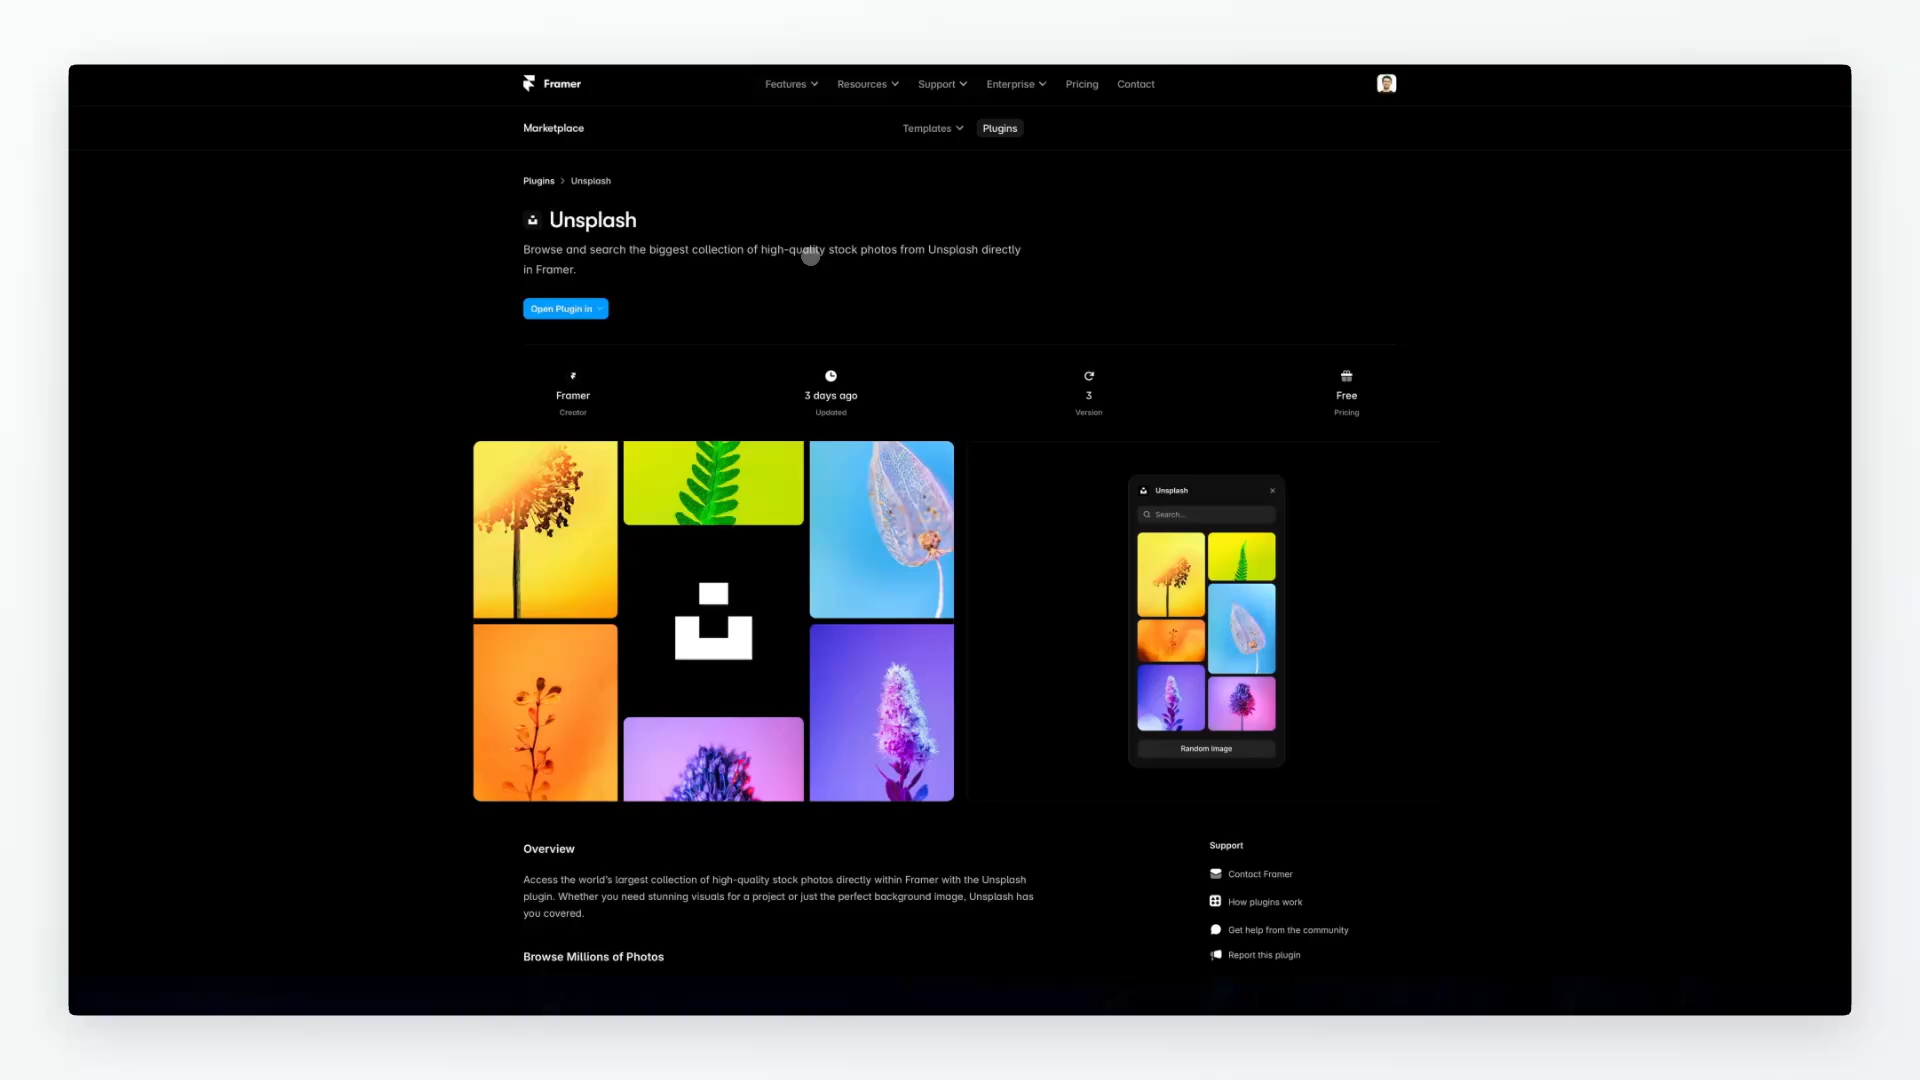 Framer
Features
Resources
Support
Enterprise
Pricing
Contact
Marketplace
Templates
Plugins
Plugins > Unsplash
Unsplash
Browse and search the biggest collection of high-quality stock photos from Unsplash directly
in Framer.
Open Plugin in
Framer
Creator
3 days ago
Updated
3
Version
Free
Pricing
Unsplash
Search...
Random Image
Overview
Access the world's largest collection of high-quality stock photos directly within Framer with the Unsplash
plugin. Whether you need stunning visuals for a project or just the perfect background image, Unsplash has
you covered.
Browse Millions of Photos
Support
Contact Framer
How plugins work
Get help from the community
Report this plugin